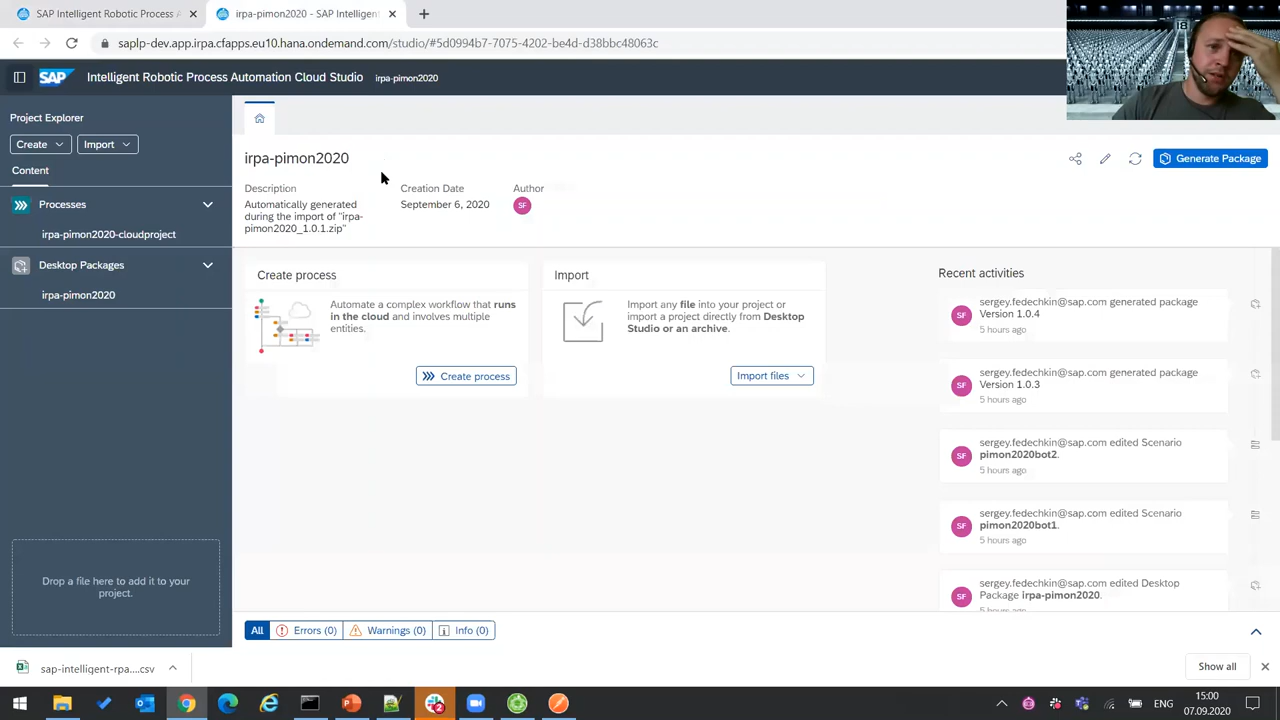 SAP Intelligent Robotic Process A
irpa-pimon2020 - SAP Intelligent
saplp-dev.app.irpa.cfapps.eu10.hana.ondemand.com/studio/#5d0994b7-7075-4202-be4d-d38bbc48063c
SAP Intelligent Robotic Process Automation Cloud Studio irpa-pimon2020
Project Explorer
Create
Import
Content
Processes
irpa-pimon2020-cloudproject
Desktop Packages
irpa-pimon2020
Drop a file here to add it to your
project.
irpa-pimon2020
Generate Package
Description
Automatically generated
during the import of "irpa-
pimon2020_1.0.1.zip"
Creation Date
September 6, 2020
Author
SF
Create process
Automate a complex workflow that runs
in the cloud and involves multiple
entities.
Create process
Import
Import any file into your project or
import a project directly from Desktop
Studio or an archive.
Import files
Recent activities
SF
sergey.fedechkin@sap.com generated package
Version 1.0.4
5 hours ago
SF
sergey.fedechkin@sap.com generated package
Version 1.0.3
5 hours ago
SF
sergey.fedechkin@sap.com edited Scenario
pimon2020bot2.
5 hours ago
SF
sergey.fedechkin@sap.com edited Scenario
pimon2020bot1.
5 hours ago
SF
sergey.fedechkin@sap.com edited Desktop
Package irpa-pimon2020.
5 hours ago
All
Errors (0)
Warnings (0)
Info (0)
sap-intelligent-rpa....csv
Show all
ENG
15:00
07.09.2020